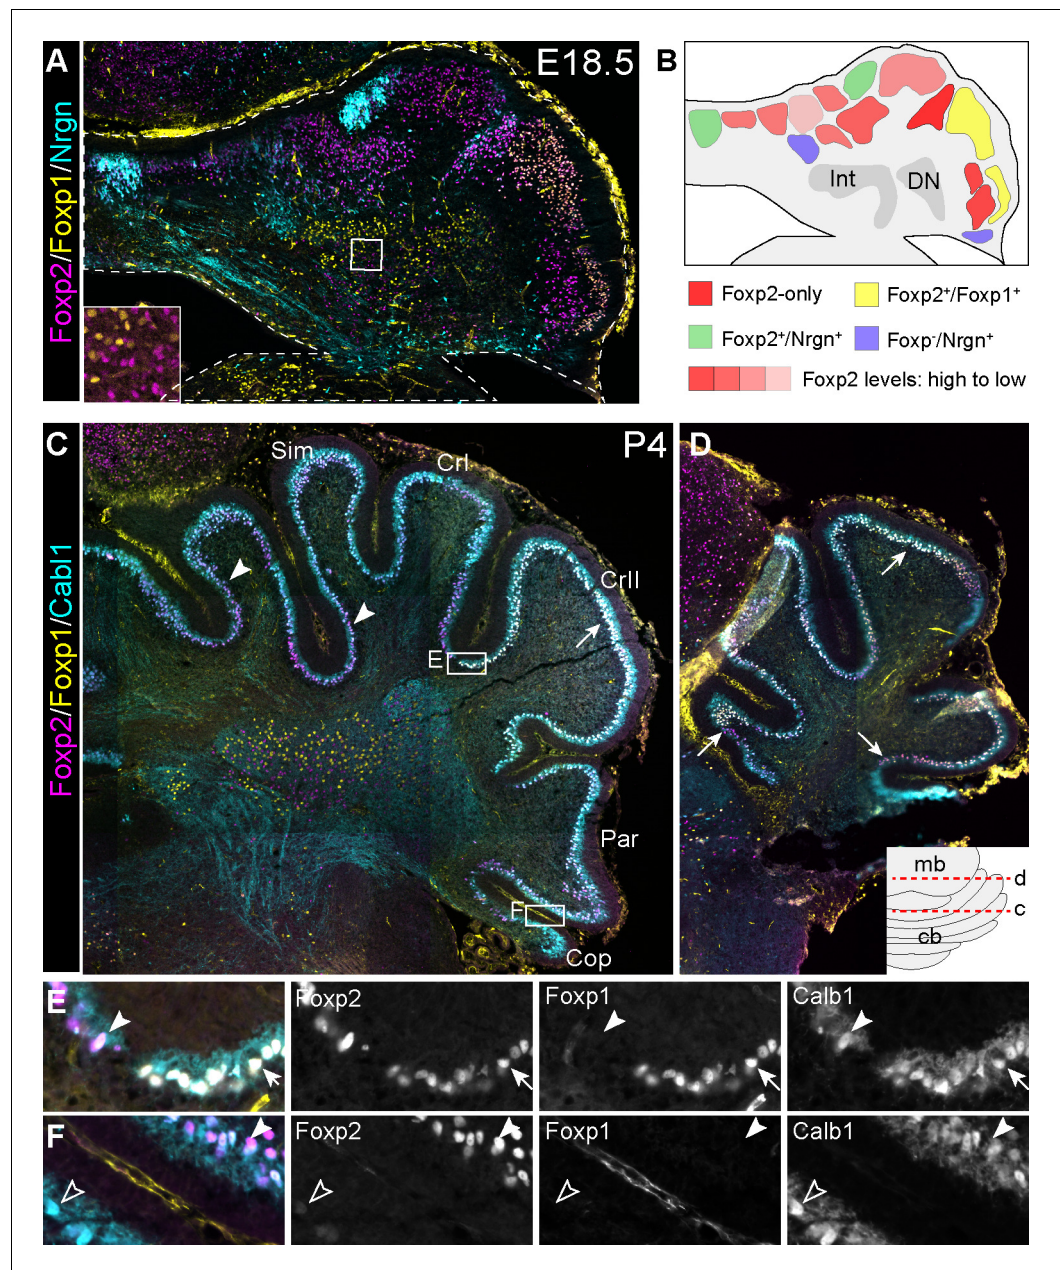 A
E18.5
Foxp2/Foxp1/Nrgn
B
Int
DN
Foxp2-only
Foxp2⁺/Foxp1⁺
Foxp2⁺/Nrgn⁺
Foxp⁻/Nrgn⁺
Foxp2 levels: high to low
C
P4
Foxp2/Foxp1/Cabl1
Sim
CrI
CrII
E
Par
F
Cop
D
mb
d
c
cb
E
Foxp2
Foxp1
Calb1
F
Foxp2
Foxp1
Calb1